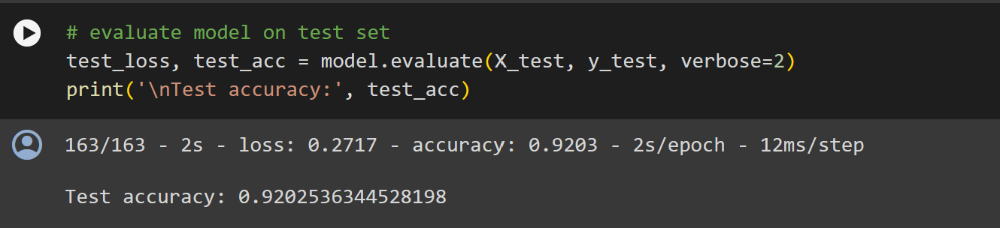 # evaluate model on test set
test_loss, test_acc = model.evaluate(X_test, y_test, verbose=2)
print('\nTest accuracy:', test_acc)
163/163 - 2s - loss: 0.2717 - accuracy: 0.9203 - 2s/epoch - 12ms/step
Test accuracy: 0.9202536344528198